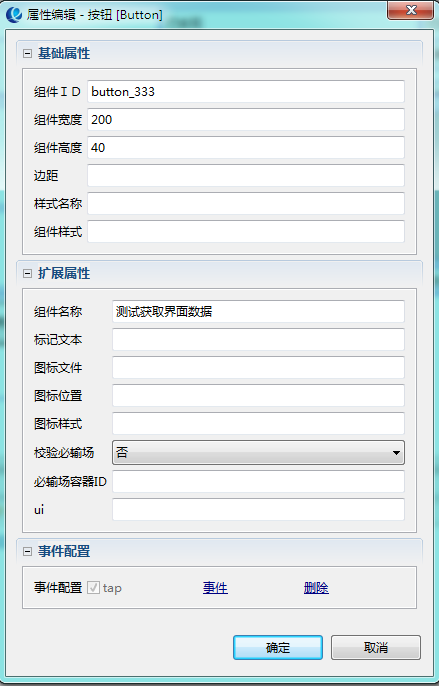 属性编辑 - 按钮 [Button]
基础属性
组件ＩＤ button_333
组件宽度 200
组件高度 40
边距
样式名称
组件样式
扩展属性
组件名称 测试获取界面数据
标记文本
图标文件
图标位置
图标样式
校验必输场 否
必输场容器ID
ui
事件配置
事件配置 tap 事件 删除
确定 取消